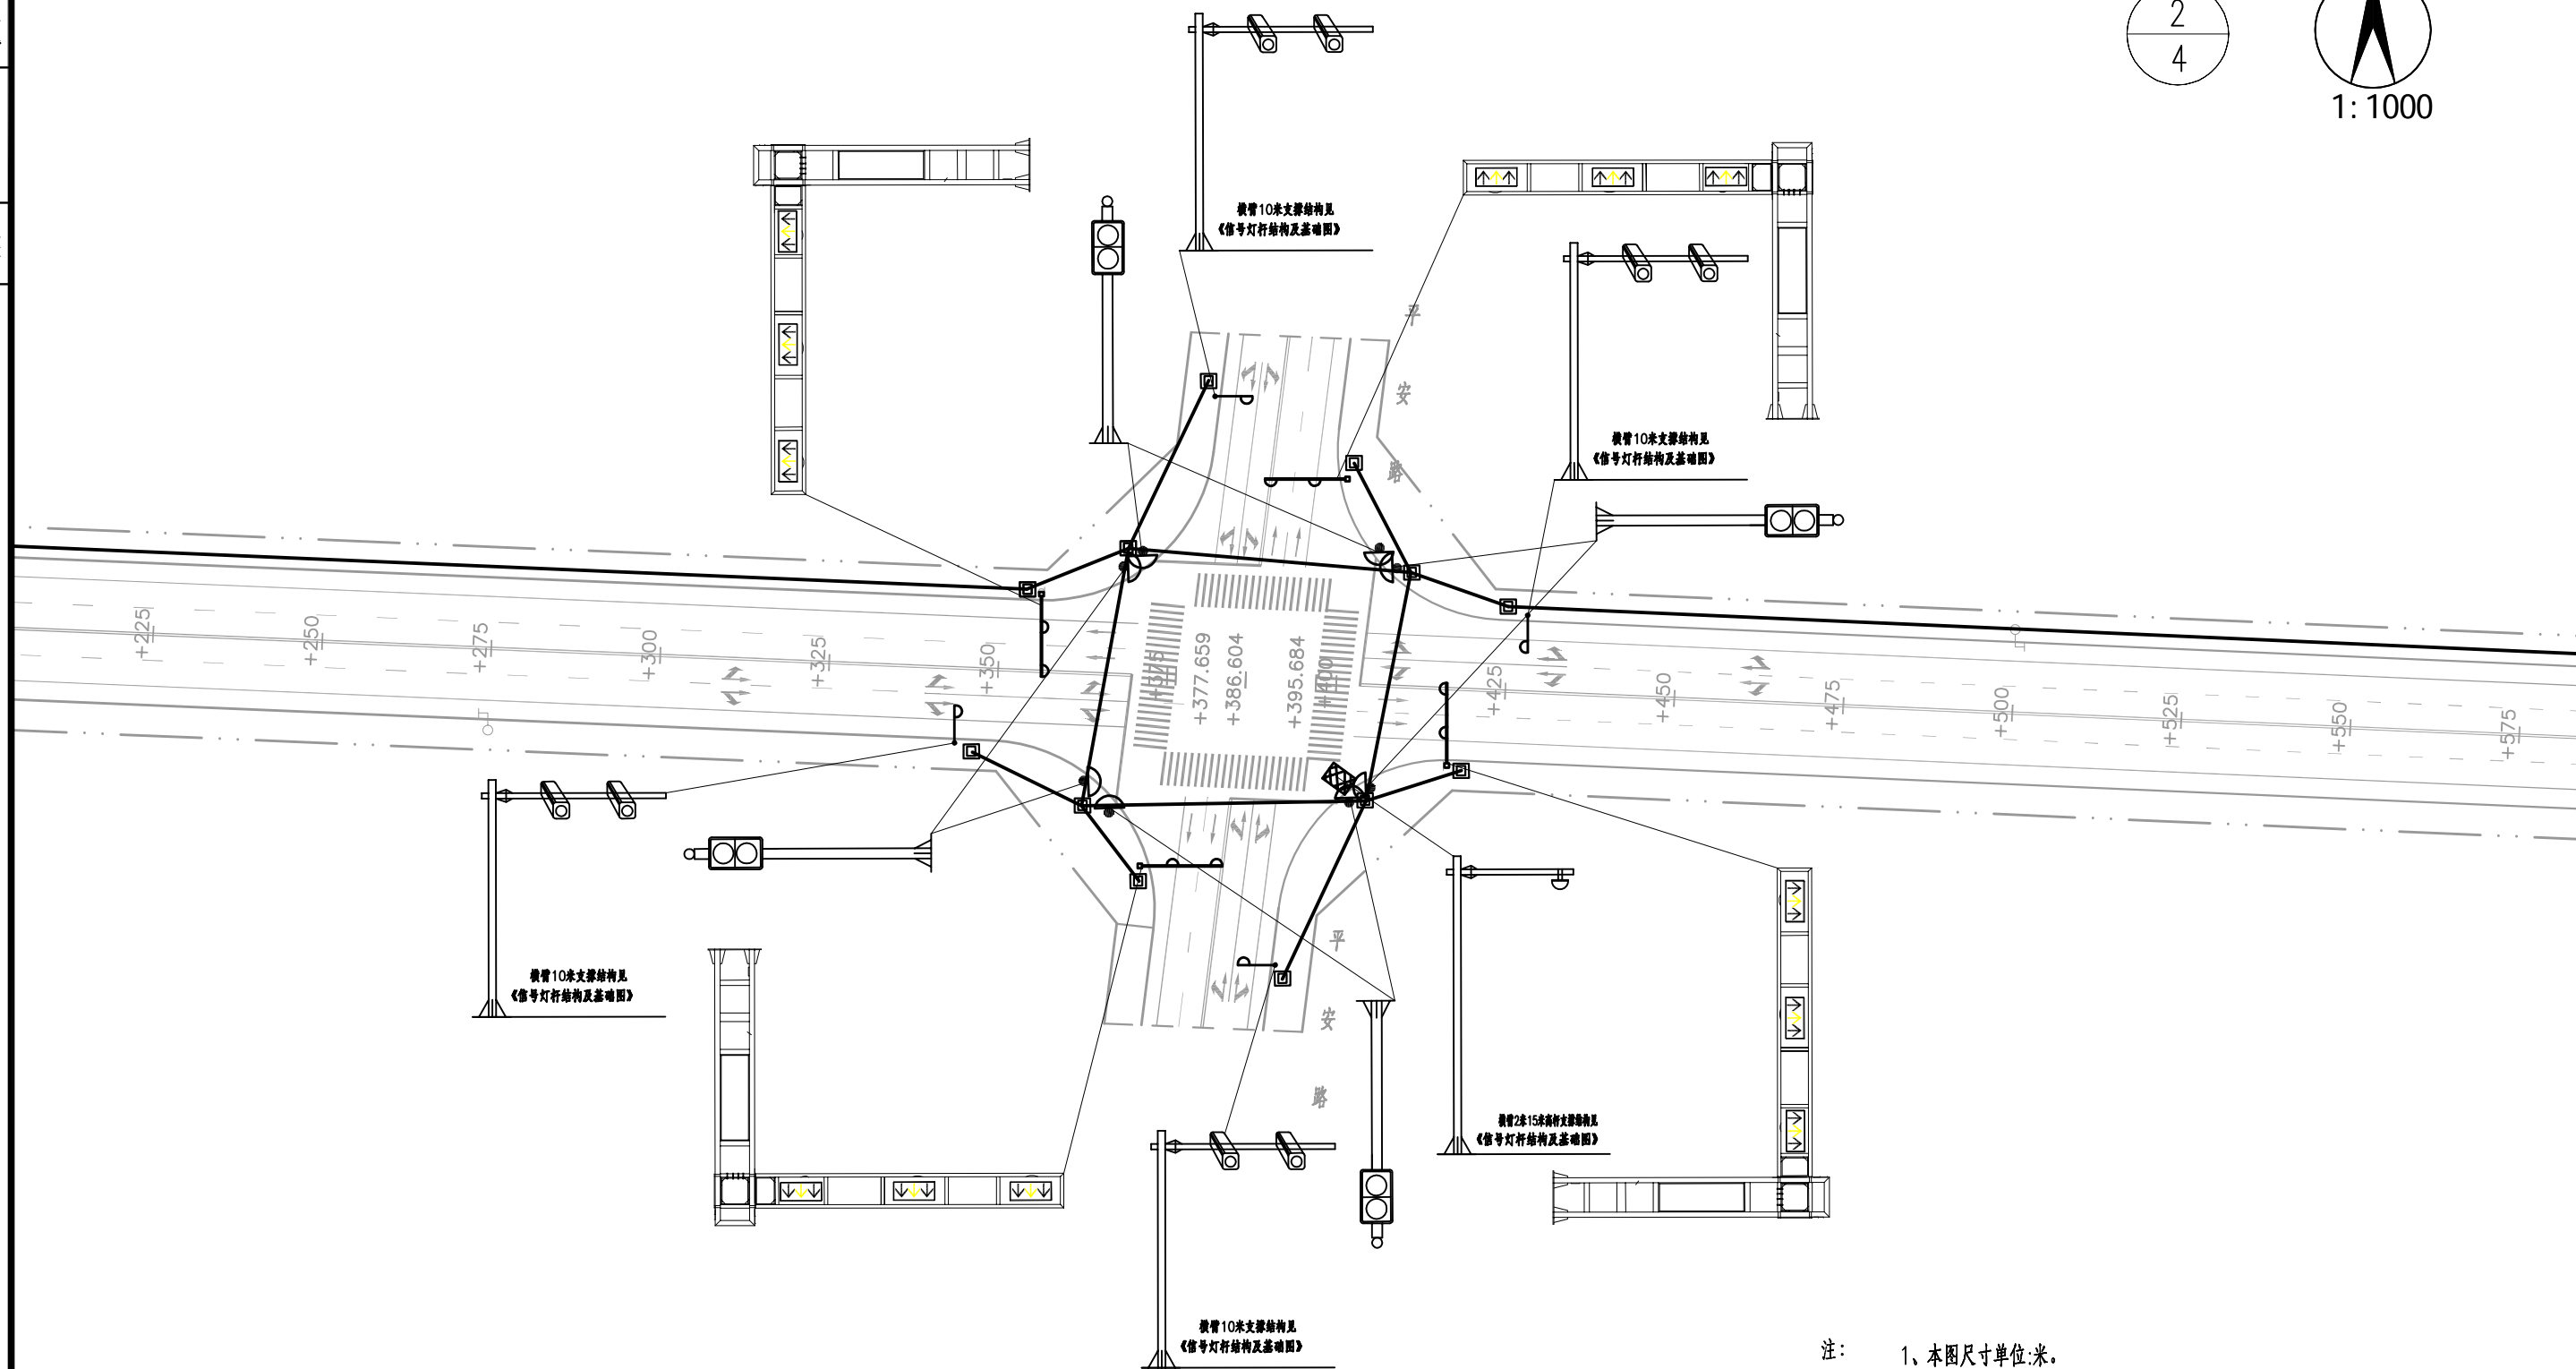 2
4
1:1000
横臂10米支撑结构见
《信号灯杆结构及基础图》
横臂10米支撑结构见
《信号灯杆结构及基础图》
平
安
路
+225
+250
+275
+300
+325
+350
+375
+377.659
+386.604
+395.684
+400
+425
+450
+475
+500
+525
+550
+575
横臂10米支撑结构见
《信号灯杆结构及基础图》
平
安
路
横臂2米15米高杆支撑结构见
《信号灯杆结构及基础图》
横臂10米支撑结构见
《信号灯杆结构及基础图》
注:
1、本图尺寸单位:米。